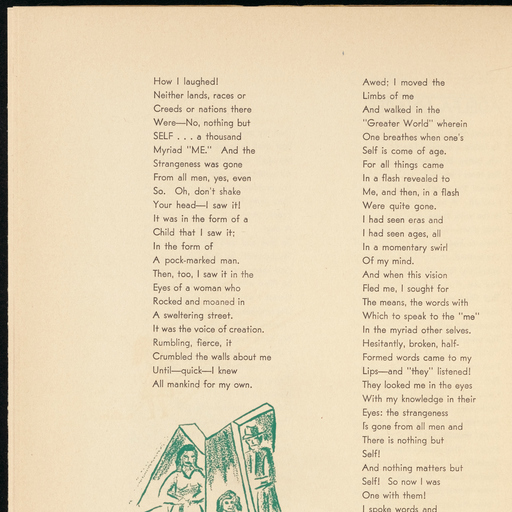 How I laughed!
Neither lands, races or
Creeds or nations there
Were—No, nothing but
SELF . . . a thousand
Myriad "ME."  And the
Strangeness was gone
From all men, yes, even
So.  Oh, don't shake
Your head—I saw it!
It was in the form of a
Child that I saw it;
In the form of
A pock-marked man.
Then, too, I saw it in the
Eyes of a woman who
Rocked and moaned in
A sweltering street.
It was the voice of creation.
Rumbling, fierce, it
Crumbled the walls about me
Until—quick—I knew
All mankind for my own.
Awed; I moved the
Limbs of me
And walked in the
"Greater World" wherein
One breathes when one's
Self is come of age.
For all things came
In a flash revealed to
Me, and then, in a flash
Were quite gone.
I had seen eras and
I had seen ages, all
In a momentary swirl
Of my mind.
And when this vision
Fled me, I sought for
The means, the words with
Which to speak to the "me"
In the myriad other selves.
Hesitantly, broken, half-
Formed words came to my
Lips—and "they" listened!
They looked me in the eyes
With my knowledge in their
Eyes: the strangeness
Is gone from all men and
There is nothing but
Self!
And nothing matters but
Self!  So now I was
One with them!
I spoke words and